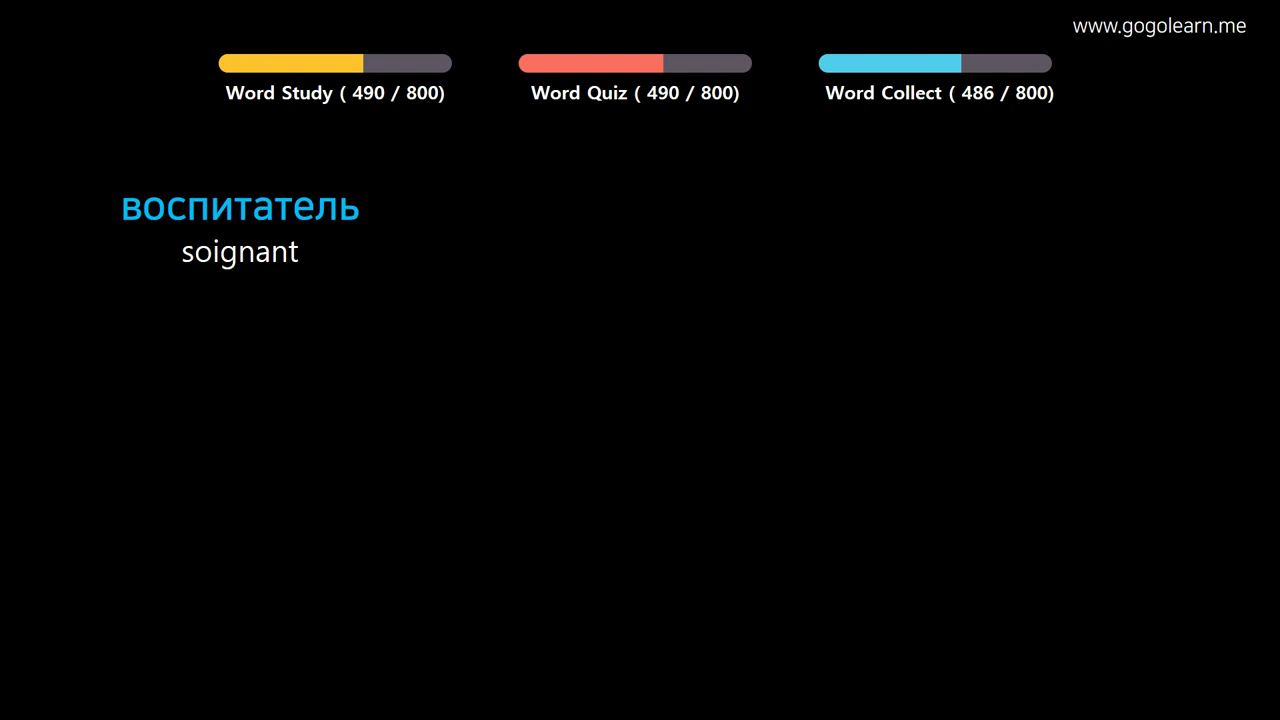 www.gogolearn.me
Word Study ( 490 / 800)
Word Quiz ( 490 / 800)
Word Collect ( 486 / 800)
воспитатель
soignant